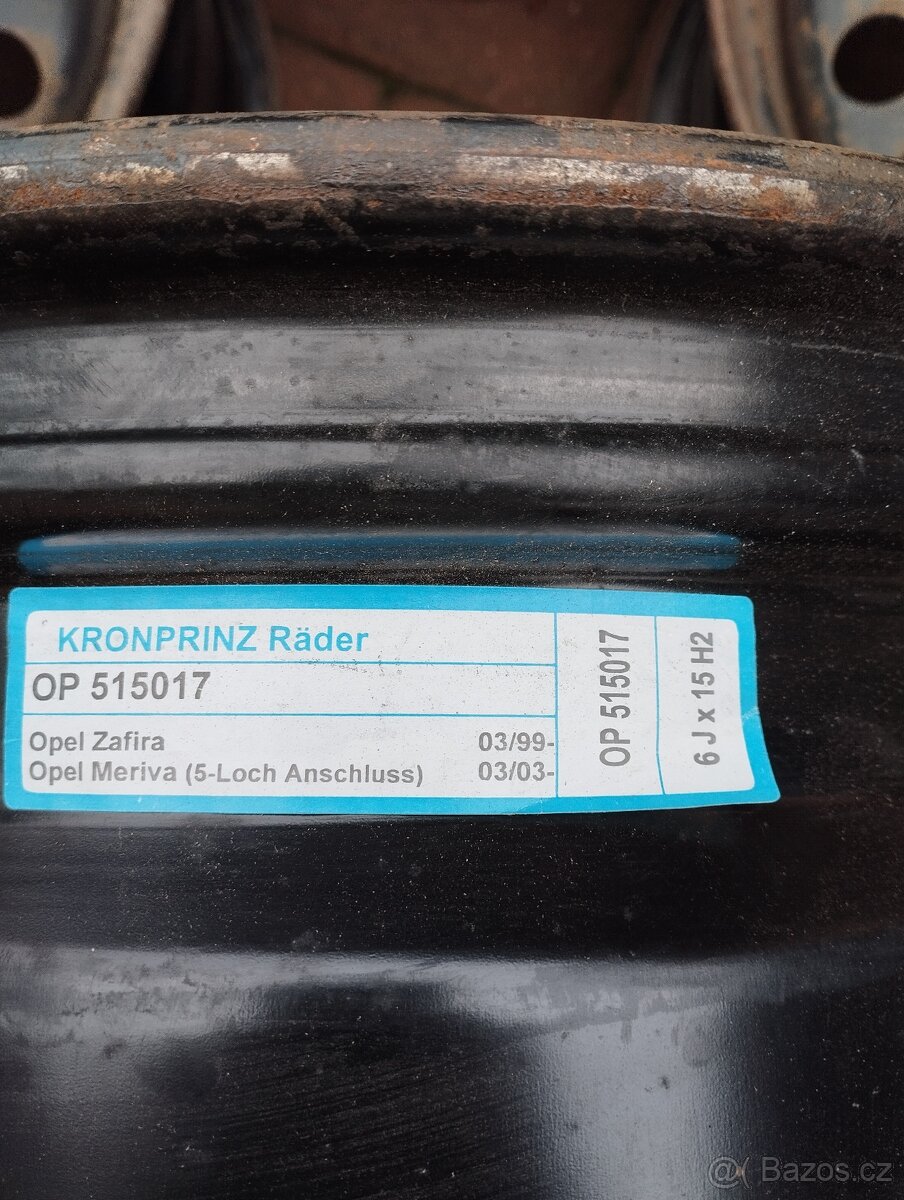 KRONPRINZ Räder
OP 515017
Opel Zafira 03/99-
Opel Meriva (5-Loch Anschluss) 03/03-
OP 515017
6 J x 15 H2
Bazos.cz